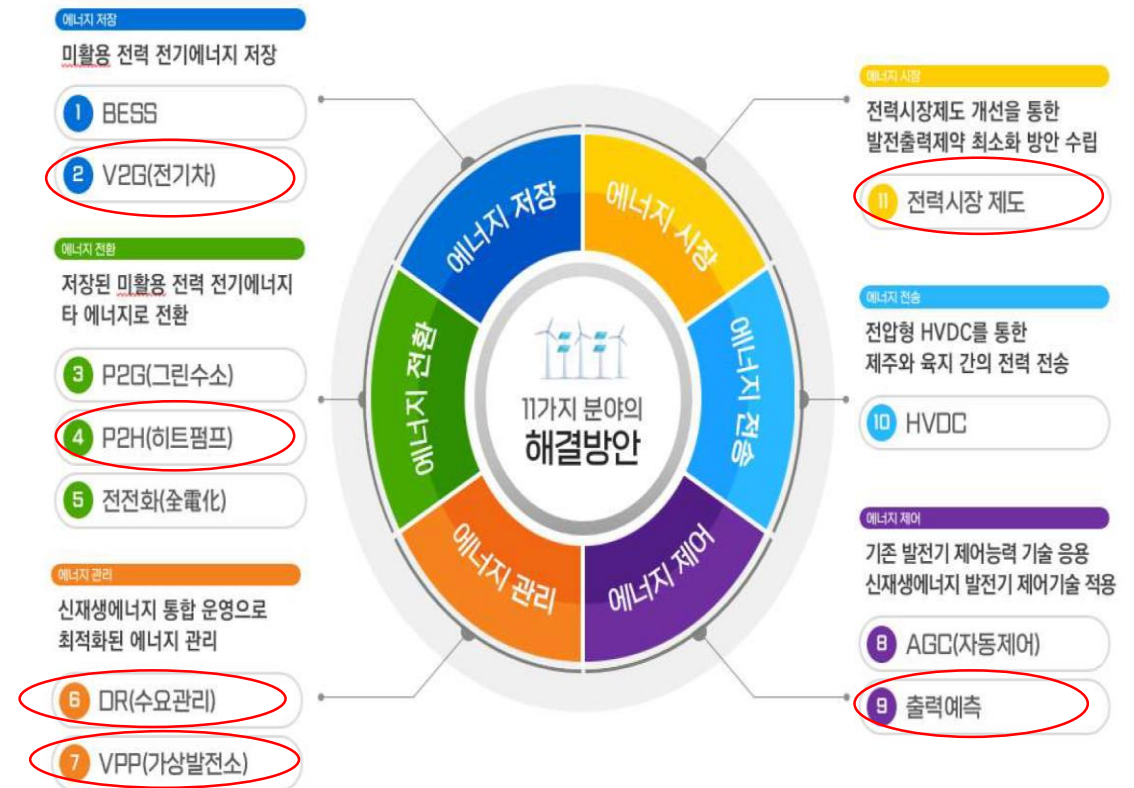 에너지 저장
미활용 전력 전기에너지 저장
1 BESS
2 V2G(전기차)
에너지 전환
저장된 미활용 전력 전기에너지
타 에너지로 전환
3 P2G(그린수소)
4 P2H(히트펌프)
5 전전화(全電化)
에너지 관리
신재생에너지 통합 운영으로
최적화된 에너지 관리
6 DR(수요관리)
7 VPP(가상발전소)
에너지 저장
에너지 시장
에너지 전환
에너지 전송
에너지 관리
에너지 제어
11가지 분야의
해결방안
에너지 시장
전력시장제도 개선을 통한
발전출력제약 최소화 방안 수립
11 전력시장 제도
에너지 전송
전압형 HVDC를 통한
제주와 육지 간의 전력 전송
10 HVDC
에너지 제어
기존 발전기 제어능력 기술 응용
신재생에너지 발전기 제어기술 적용
8 AGC(자동제어)
9 출력예측